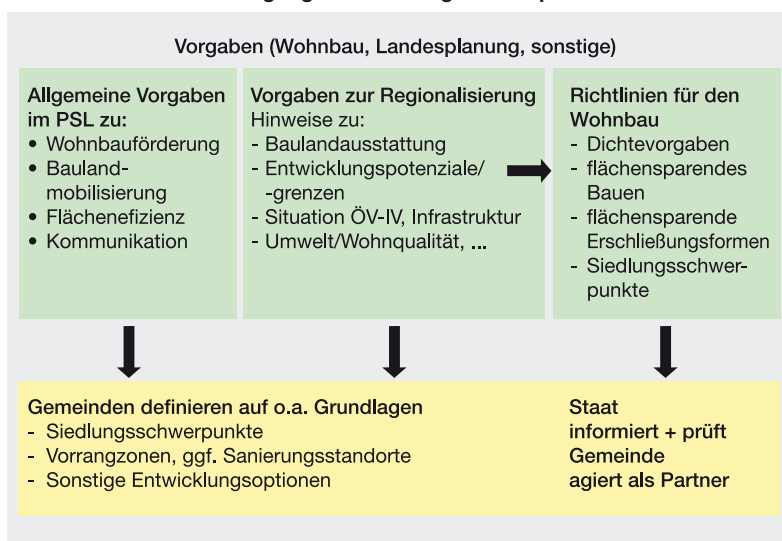 Vorgaben (Wohnbau, Landesplanung, sonstige)
Allgemeine Vorgaben
im PSL zu:
• Wohnbauförderung
• Bauland-
mobilisierung
• Flächenefizienz
• Kommunikation
Vorgaben zur Regionalisierung
Hinweise zu:
- Baulandausstattung
- Entwicklungspotenziale/
-grenzen
- Situation ÖV-IV, Infrastruktur
- Umwelt/Wohnqualität, ...
Richtlinien für den
Wohnbau
- Dichtevorgaben
- flächensparendes
Bauen
- flächensparende
Erschließungsformen
- Siedlungsschwer-
punkte
Gemeinden definieren auf o.a. Grundlagen
- Siedlungsschwerpunkte
- Vorrangzonen, ggf. Sanierungsstandorte
- Sonstige Entwicklungsoptionen
Staat
informiert + prüft
Gemeinde
agiert als Partner